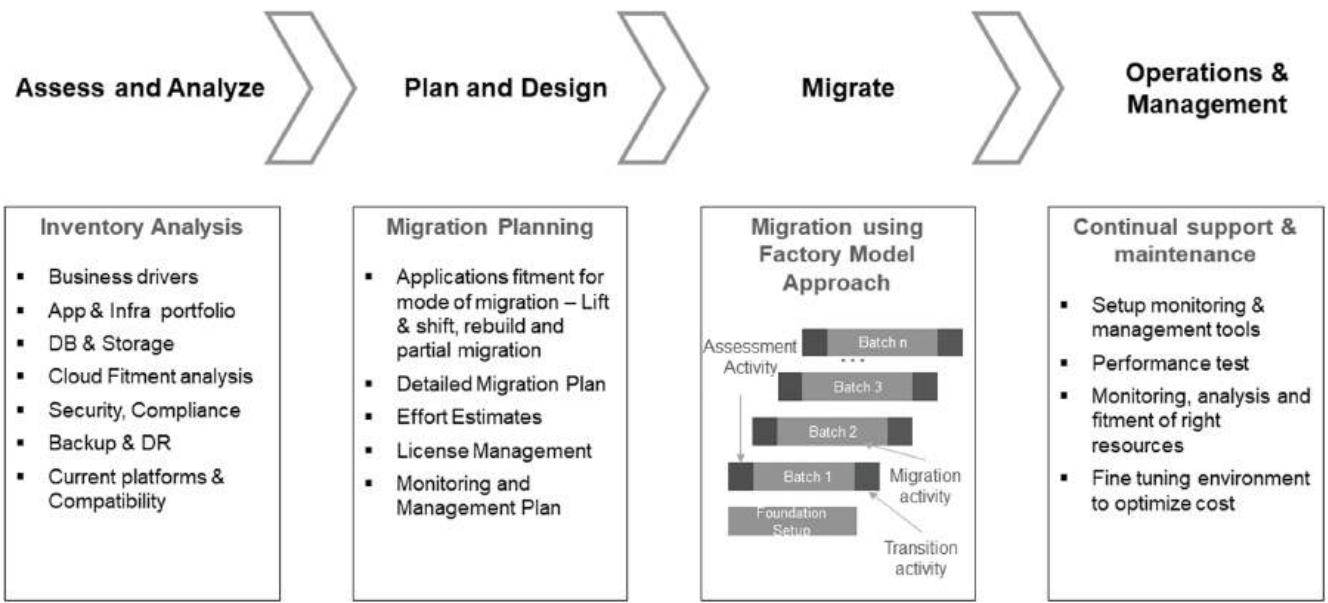 Assess and Analyze
Plan and Design
Migrate
Operations &
Management
Inventory Analysis
▪ Business drivers
▪ App & Infra portfolio
▪ DB & Storage
▪ Cloud Fitment analysis
▪ Security, Compliance
▪ Backup & DR
▪ Current platforms &
Compatibility
Migration Planning
▪ Applications fitment for
mode of migration – Lift
& shift, rebuild and
partial migration
▪ Detailed Migration Plan
▪ Effort Estimates
▪ License Management
▪ Monitoring and
Management Plan
Migration using
Factory Model
Approach
Assessment
Activity
Batch n
...
Batch 3
Batch 2
Batch 1
Migration
activity
Foundation
Setup
Transition
activity
Continual support &
maintenance
▪ Setup monitoring &
management tools
▪ Performance test
▪ Monitoring, analysis and
fitment of right
resources
▪ Fine tuning environment
to optimize cost